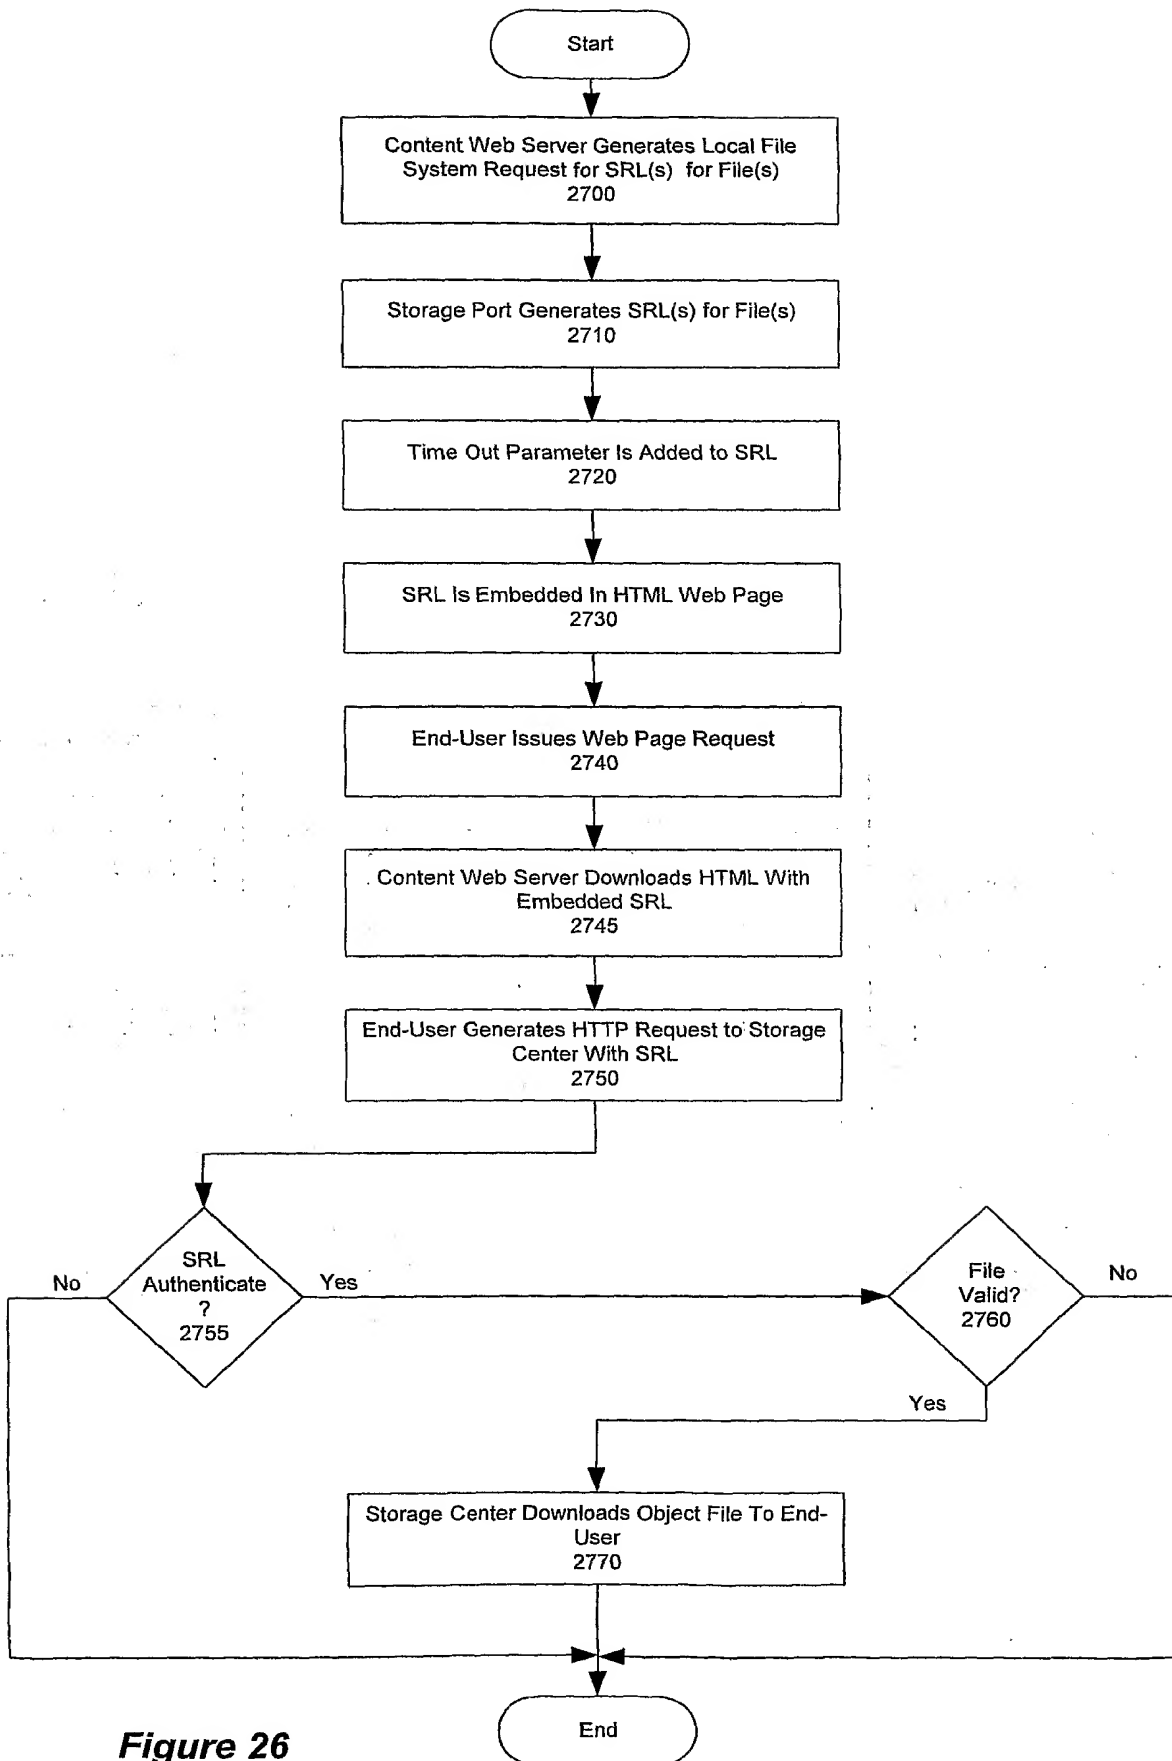 Start
Content Web Server Generates Local File
System Request for SRL(s) for File(s)
2700
Storage Port Generates SRL(s) for File(s)
2710
Time Out Parameter Is Added to SRL
2720
SRL Is Embedded In HTML Web Page
2730
End-User Issues Web Page Request
2740
Content Web Server Downloads HTML With
Embedded SRL
2745
End-User Generates HTTP Request to Storage
Center With SRL
2750
No
SRL
Authenticate
?
2755
Yes
File
Valid?
2760
No
Yes
Storage Center Downloads Object File To End-
User
2770
End
Figure 26